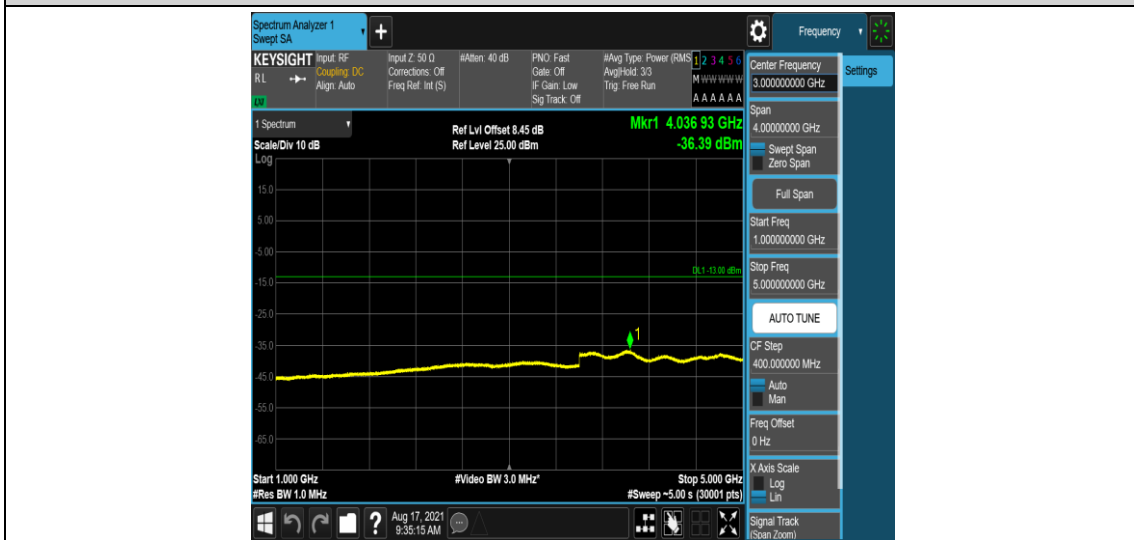 Spectrum Analyzer 1
Swept SA
+
Frequency
KEYSIGHT
RL
LXI
Input: RF
Coupling: DC
Align: Auto
Input Z: 50 Ω
Corrections: Off
Freq Ref: Int (S)
#Atten: 40 dB
PNO: Fast
Gate: Off
IF Gain: Low
Sig Track: Off
#Avg Type: Power (RMS
Avg|Hold: 3/3
Trig: Free Run
1 2 3 4 5 6
M W W W W W
A A A A A A
Center Frequency
3.000000000 GHz
Settings
Span
4.00000000 GHz
Swept Span
Zero Span
Full Span
Start Freq
1.000000000 GHz
Stop Freq
5.000000000 GHz
AUTO TUNE
CF Step
400.000000 MHz
Auto
Man
Freq Offset
0 Hz
X Axis Scale
Log
Lin
Signal Track
(Span Zoom)
1 Spectrum
Scale/Div 10 dB
Ref Lvl Offset 8.45 dB
Ref Level 25.00 dBm
Mkr1 4.036 93 GHz
-36.39 dBm
Log
15.0
5.00
-5.00
DL1 -13.00 dBm
-15.0
-25.0
1
-35.0
-45.0
-55.0
-65.0
Start 1.000 GHz
#Video BW 3.0 MHz*
Stop 5.000 GHz
#Res BW 1.0 MHz
#Sweep ~5.00 s (30001 pts)
?
Aug 17, 2021
9:35:15 AM